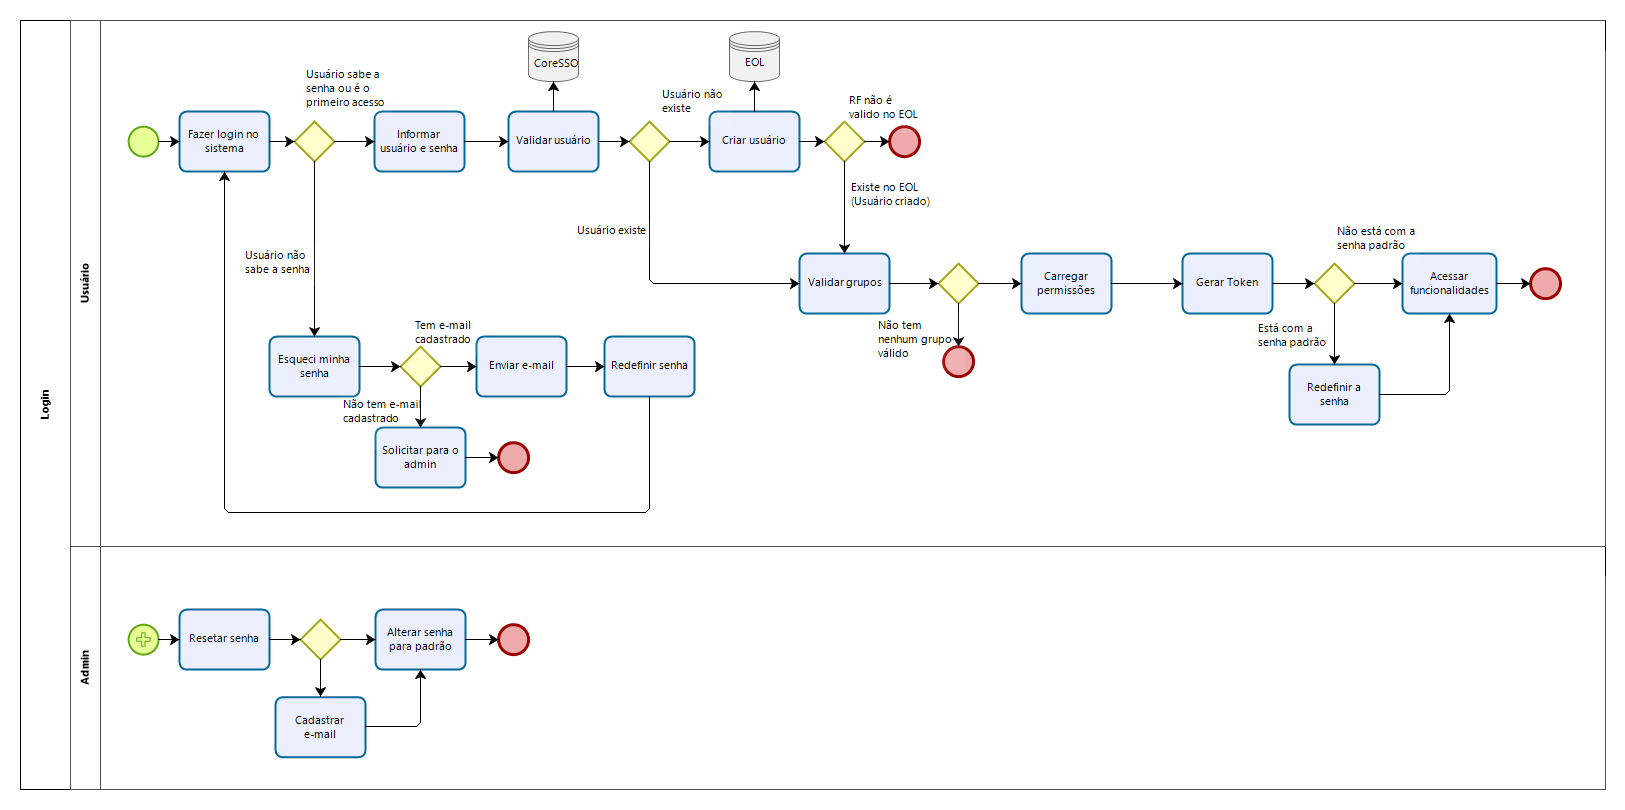 Login
Usuário
Fazer login no
sistema
Usuário sabe a
senha ou é o
primeiro acesso
Informar
usuário e senha
CoreSSO
Validar usuário
Usuário não
existe
EOL
Criar usuário
RF não é
valido no EOL
Existe no EOL
(Usuário criado)
Usuário existe
Usuário não
sabe a senha
Validar grupos
Não tem
nenhum grupo
válido
Carregar
permissões
Gerar Token
Não está com a
senha padrão
Acessar
funcionalidades
Está com a
senha padrão
Redefinir a
senha
Esqueci minha
senha
Tem e-mail
cadastrado
Enviar e-mail
Redefinir senha
Não tem e-mail
cadastrado
Solicitar para o
admin
Admin
Resetar senha
Alterar senha
para padrão
Cadastrar
e-mail